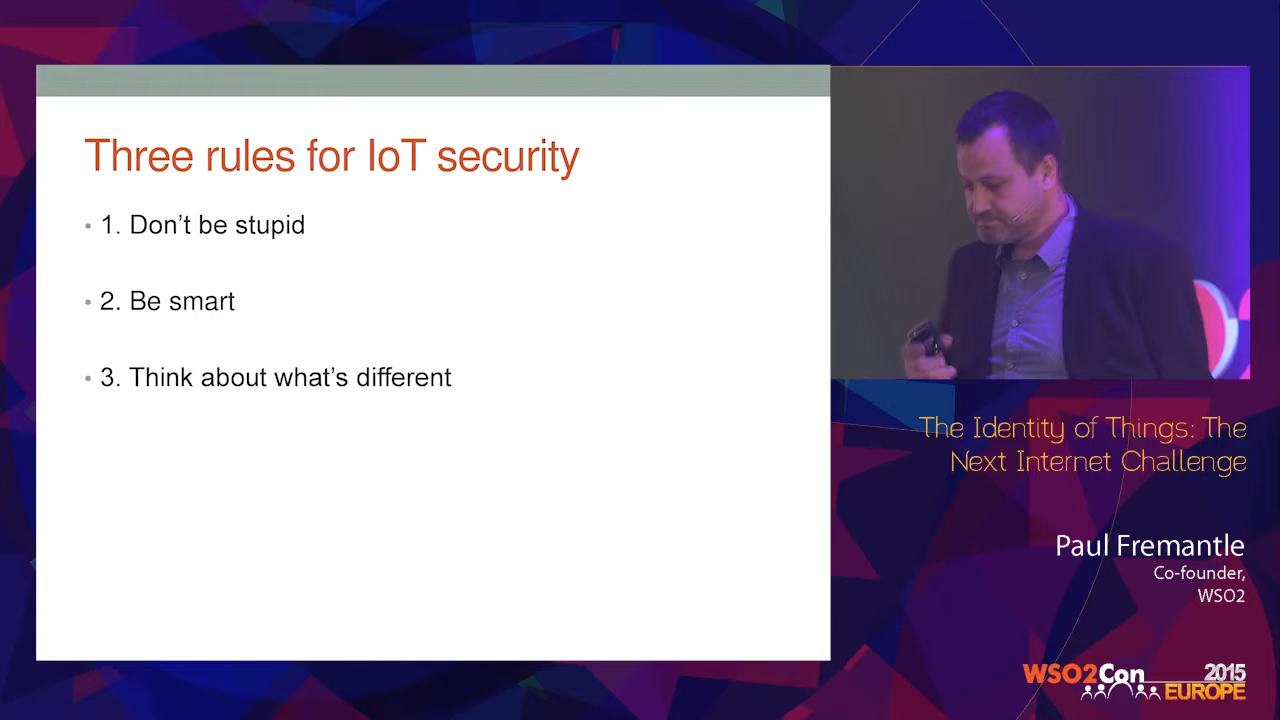 Three rules for IoT security
• 1. Don't be stupid
• 2. Be smart
• 3. Think about what's different
The Identity of Things: The
Next Internet Challenge
Paul Fremantle
Co-founder,
WSO2
WSO2Con 2015
EUROPE